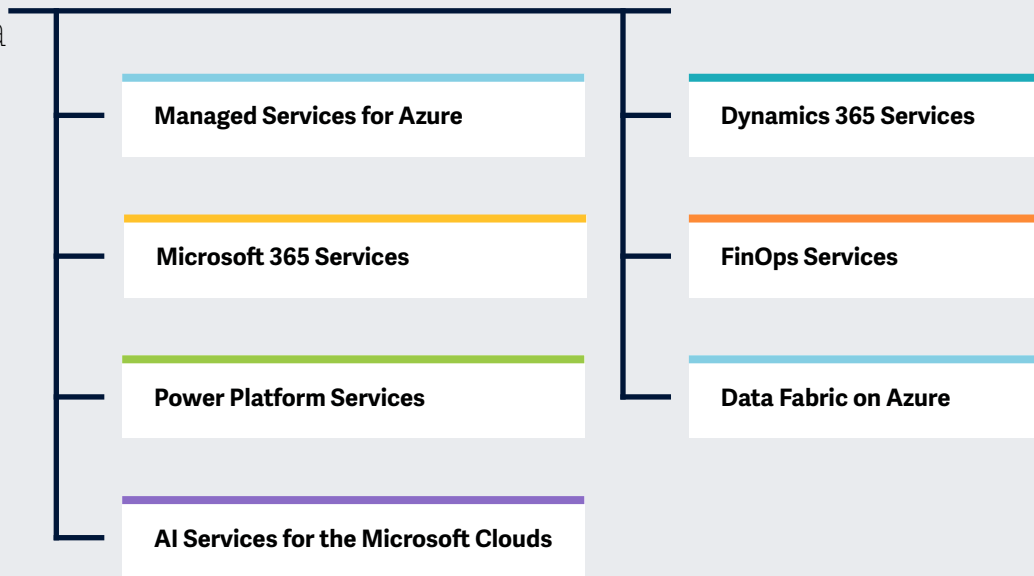 Managed Services for Azure
Microsoft 365 Services
Power Platform Services
AI Services for the Microsoft Clouds
Dynamics 365 Services
FinOps Services
Data Fabric on Azure